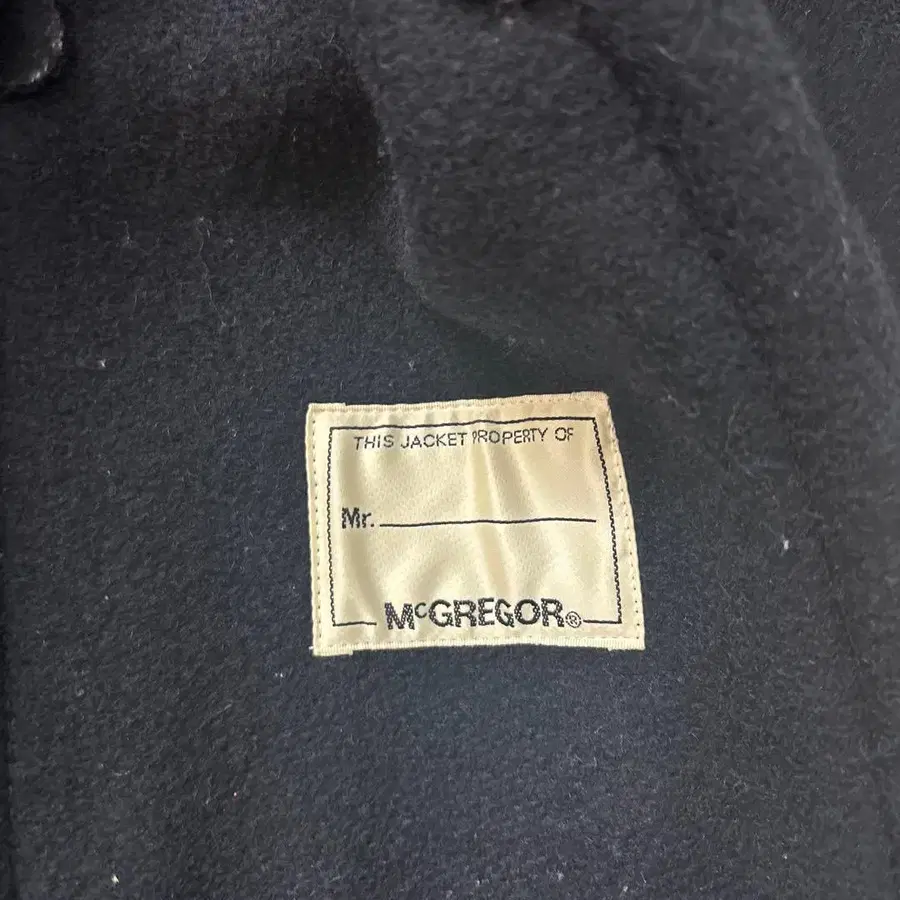 THIS JACKET PROPERTY OF
Mr.
McGREGOR®